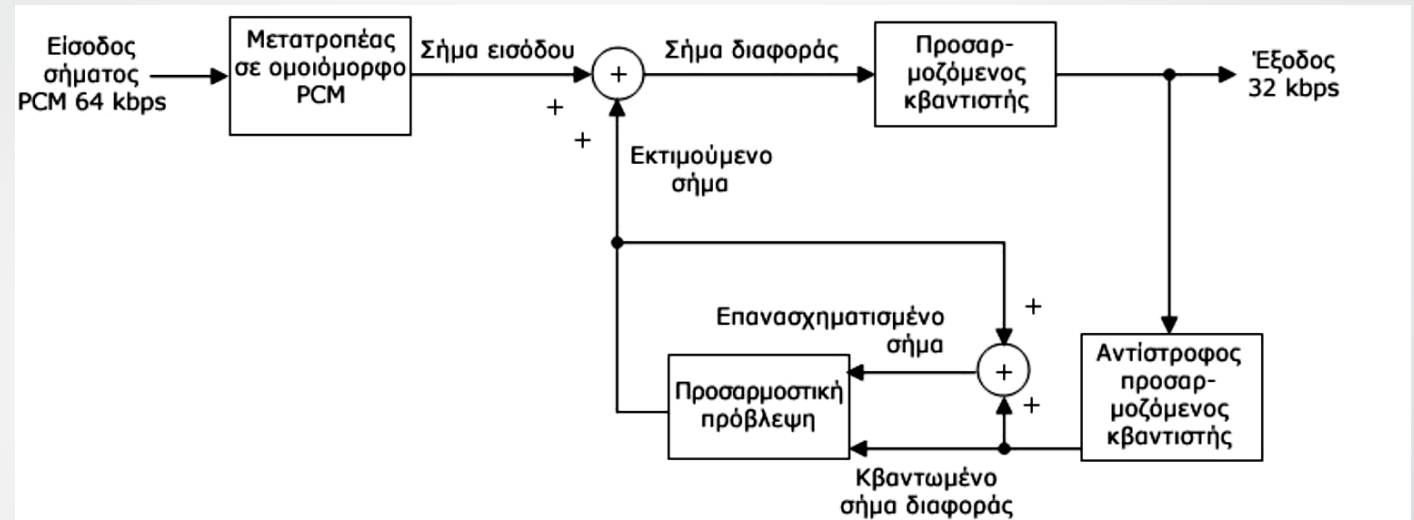 Είσοδος
σήματος
PCM 64 kbps
Μετατροπέας
σε ομοιόμορφο
PCM
Σήμα εισόδου
+
+
+
Σήμα διαφοράς
Προσαρ-
μοζόμενος
κβαντιστής
Έξοδος
32 kbps
Εκτιμούμενο
σήμα
Επανασχηματισμένο
σήμα
+
+
+
Προσαρμοστική
πρόβλεψη
Αντίστροφος
προσαρ-
μοζόμενος
κβαντιστής
Κβαντωμένο
σήμα διαφοράς